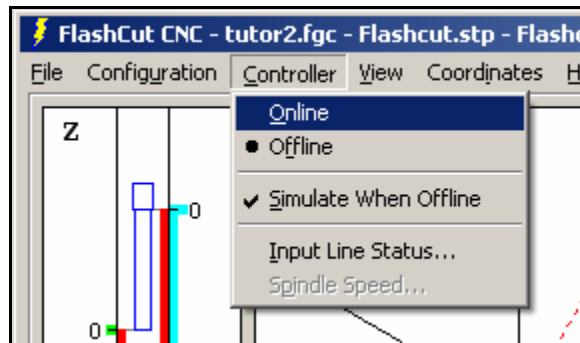 FlashCut CNC - tutor2.fgc - Flashcut.stp - Flash
File Configuration Controller View Coordinates H
Online
Offline
Simulate When Offline
Input Line Status...
Spindle Speed...
Z
0
0